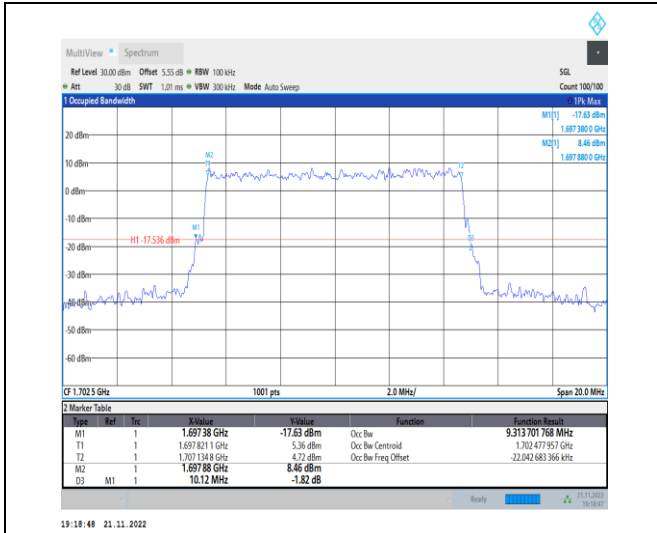 MultiView Spectrum
Ref Level 30.00 dBm Offset 5.55 dB RBW 100 kHz SGL
Att 30 dB SWT 1.01 ms VBW 300 kHz Mode Auto Sweep Count 100/100
1 Occupied Bandwidth 1Pk Max
M1[1] -17.63 dBm
1.697 380 0 GHz
20 dBm
M2[1] 8.46 dBm
1.697 880 0 GHz
M2
10 dBm
T1 T2
0 dBm
-10 dBm
M1
H1 -17.536 dBm
-20 dBm
D3
-30 dBm
-40 dBm
-50 dBm
-60 dBm
CF 1.702 5 GHz 1001 pts 2.0 MHz/ Span 20.0 MHz
2 Marker Table
Type Ref Trc X-Value Y-Value Function Function Result
M1 1 1.697 38 GHz -17.63 dBm Occ Bw 9.313 701 768 MHz
T1 1 1.697 821 1 GHz 5.36 dBm Occ Bw Centroid 1.702 477 957 GHz
T2 1 1.707 134 8 GHz 4.72 dBm Occ Bw Freq Offset -22.042 683 366 kHz
M2 1 1.697 88 GHz 8.46 dBm
D3 M1 1 10.12 MHz -1.82 dB
Ready 21.11.2022
19:18:47
19:18:48 21.11.2022